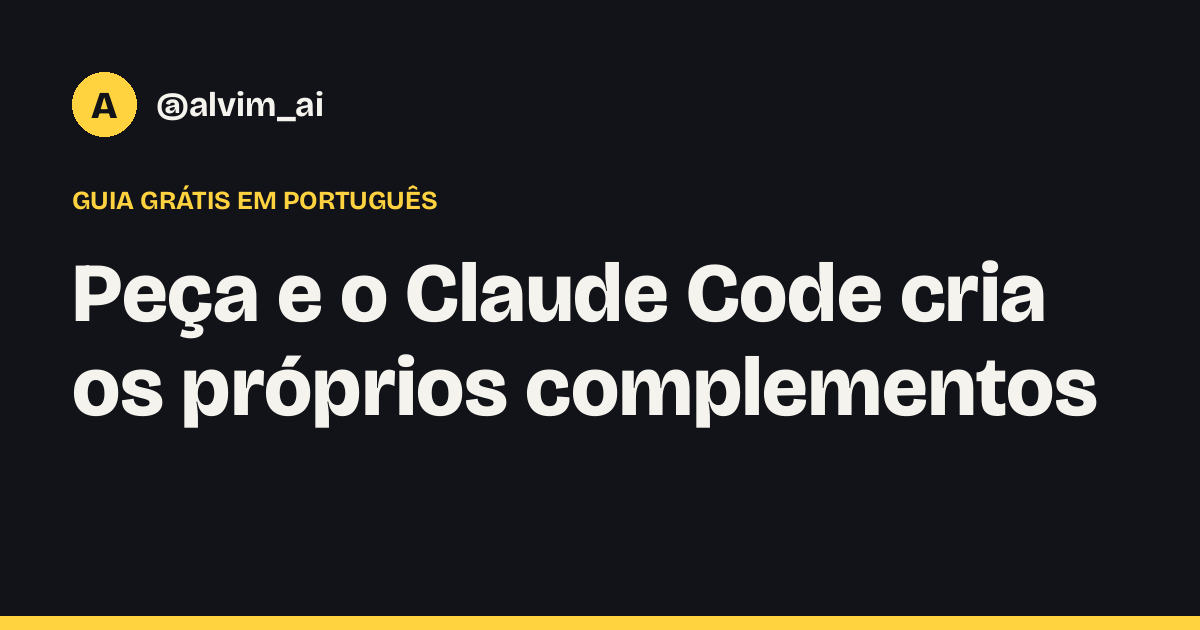 A @alvim_ai
GUIA GRÁTIS EM PORTUGUÊS
Peça e o Claude Code cria
os próprios complementos